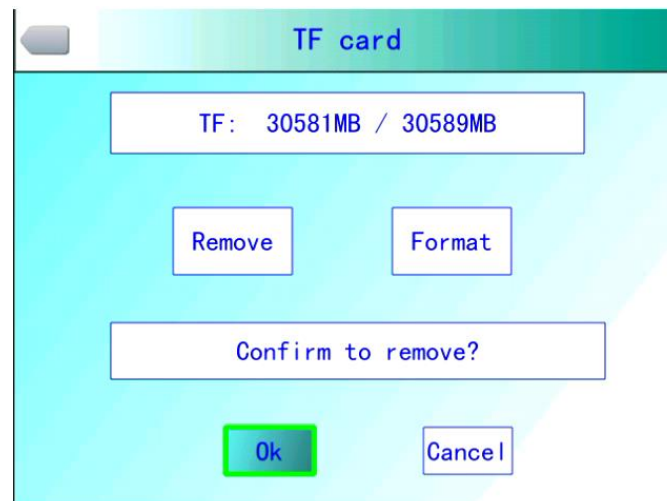 TF card
TF: 30581MB / 30589MB
Remove Format
Confirm to remove?
Ok Cancel